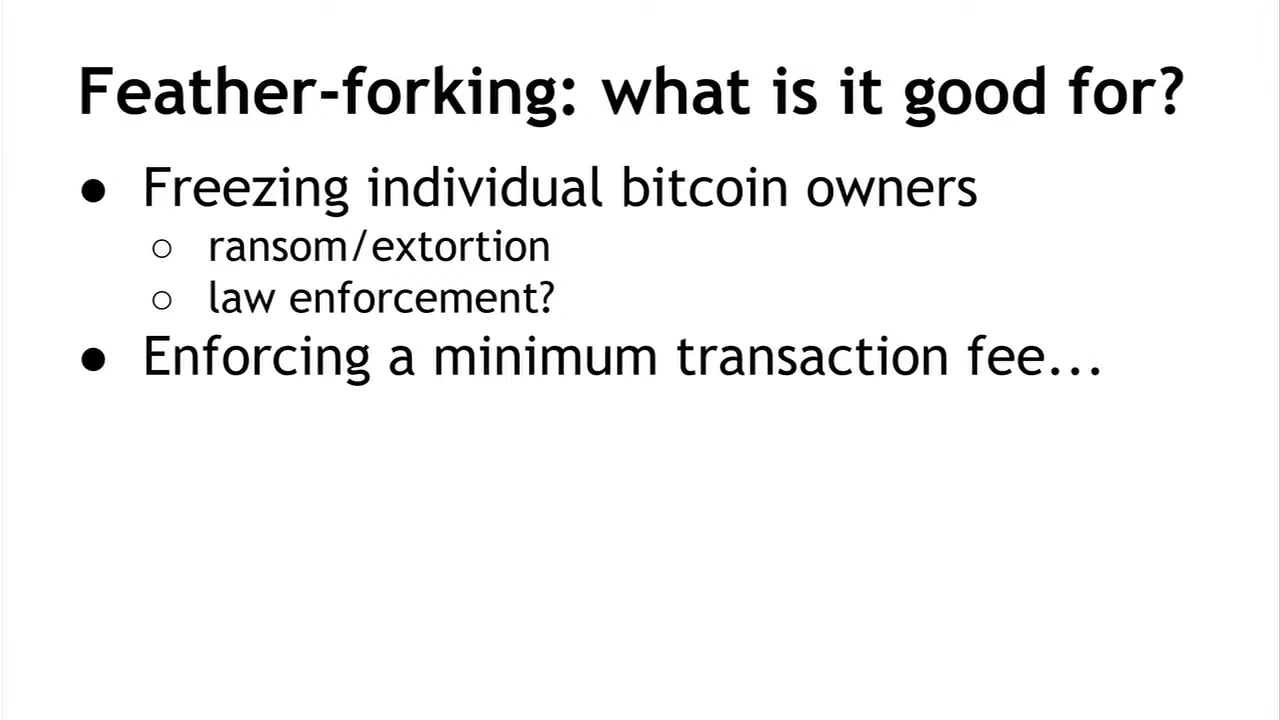 Feather-forking: what is it good for?
● Freezing individual bitcoin owners
○ ransom/extortion
○ law enforcement?
● Enforcing a minimum transaction fee...